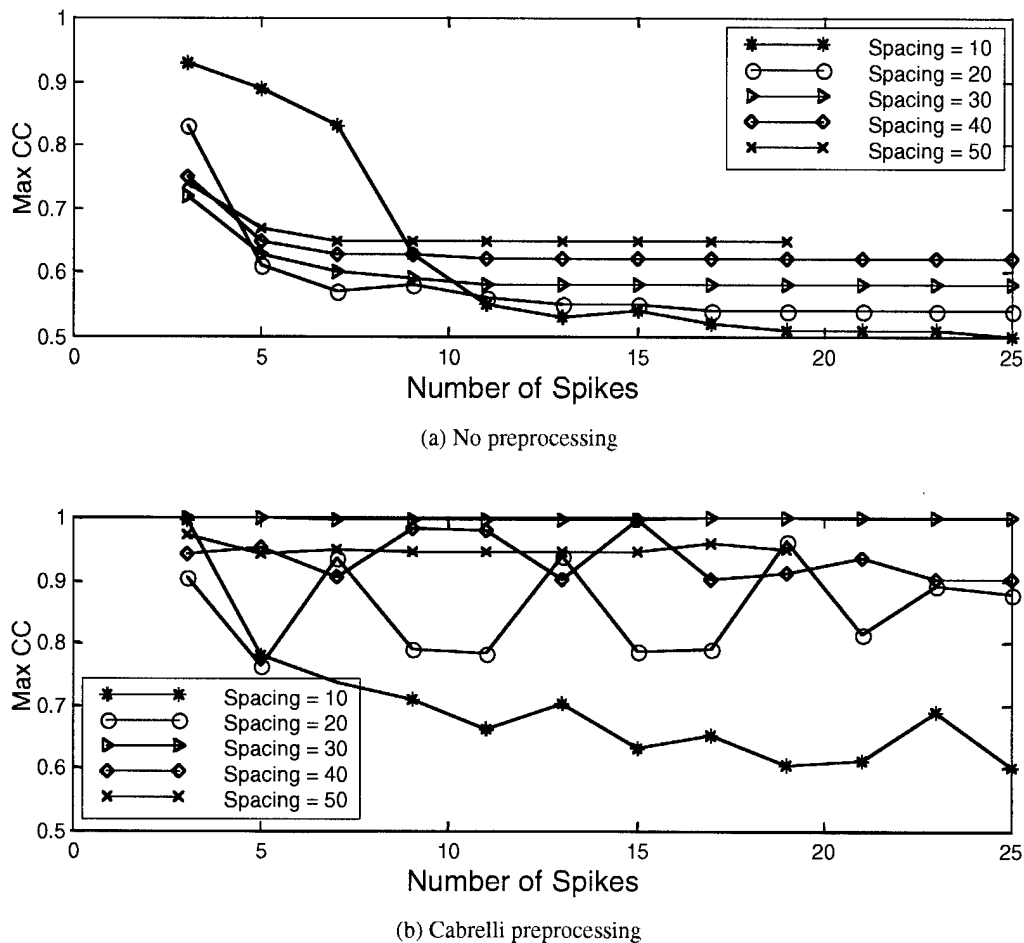 1
0.9
0.8
0.7
0.6
0.5
Max CC
0 5 10 15 20 25
Number of Spikes
Spacing = 10
Spacing = 20
Spacing = 30
Spacing = 40
Spacing = 50
(a) No preprocessing
1
0.9
0.8
0.7
0.6
0.5
Max CC
Spacing = 10
Spacing = 20
Spacing = 30
Spacing = 40
Spacing = 50
0 5 10 15 20 25
Number of Spikes
(b) Cabrelli preprocessing